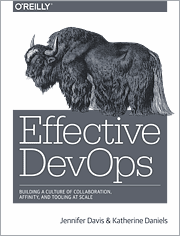 O'REILLY®
Effective
DevOps
BUILDING A CULTURE OF COLLABORATION,
AFFINITY, AND TOOLING AT SCALE
Jennifer Davis & Katherine Daniels